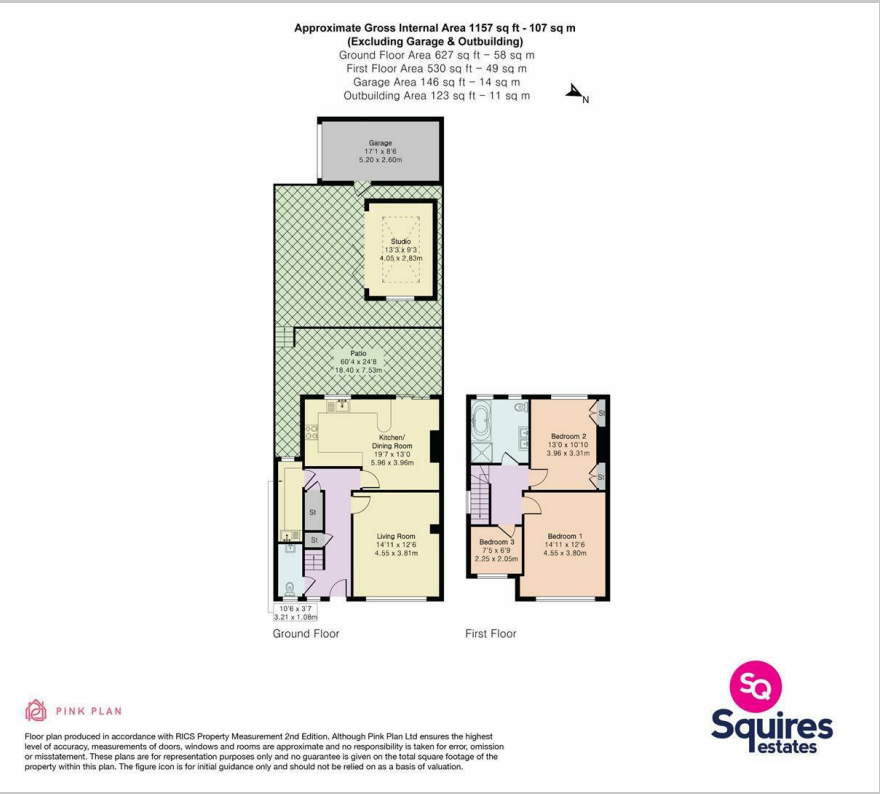 Approximate Gross Internal Area 1157 sq ft - 107 sq m
(Excluding Garage & Outbuilding)
Ground Floor Area 627 sq ft – 58 sq m
First Floor Area 530 sq ft – 49 sq m
Garage Area 146 sq ft – 14 sq m
Outbuilding Area 123 sq ft – 11 sq m
N
Garage
17'1 x 8'6
5.20 x 2.60m
Studio
13'3 x 9'3
4.05 x 2.83m
Patio
60'4 x 24'8
18.40 x 7.53m
Kitchen/
Dining Room
19'7 x 13'0
5.96 x 3.96m
St
St
Living Room
14'11 x 12'6
4.55 x 3.81m
10'6 x 3'7
3.21 x 1.08m
Ground Floor
St
Bedroom 2
13'0 x 10'10
3.96 x 3.31m
St
Bedroom 3
7'5 x 6'9
2.25 x 2.05m
Bedroom 1
14'11 x 12'6
4.55 x 3.80m
First Floor
PINK PLAN
Floor plan produced in accordance with RICS Property Measurement 2nd Edition. Although Pink Plan Ltd ensures the highest
level of accuracy, measurements of doors, windows and rooms are approximate and no responsibility is taken for error, omission
or misstatement. These plans are for representation purposes only and no guarantee is given on the total square footage of the
property within this plan. The figure icon is for initial guidance only and should not be relied on as a basis of valuation.
SQ
Squires
estates